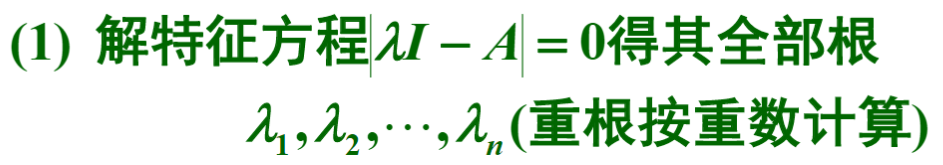 (1) 解特征方程|λI − A| = 0得其全部根
λ₁,λ₂,⋯,λₙ(重根按重数计算)